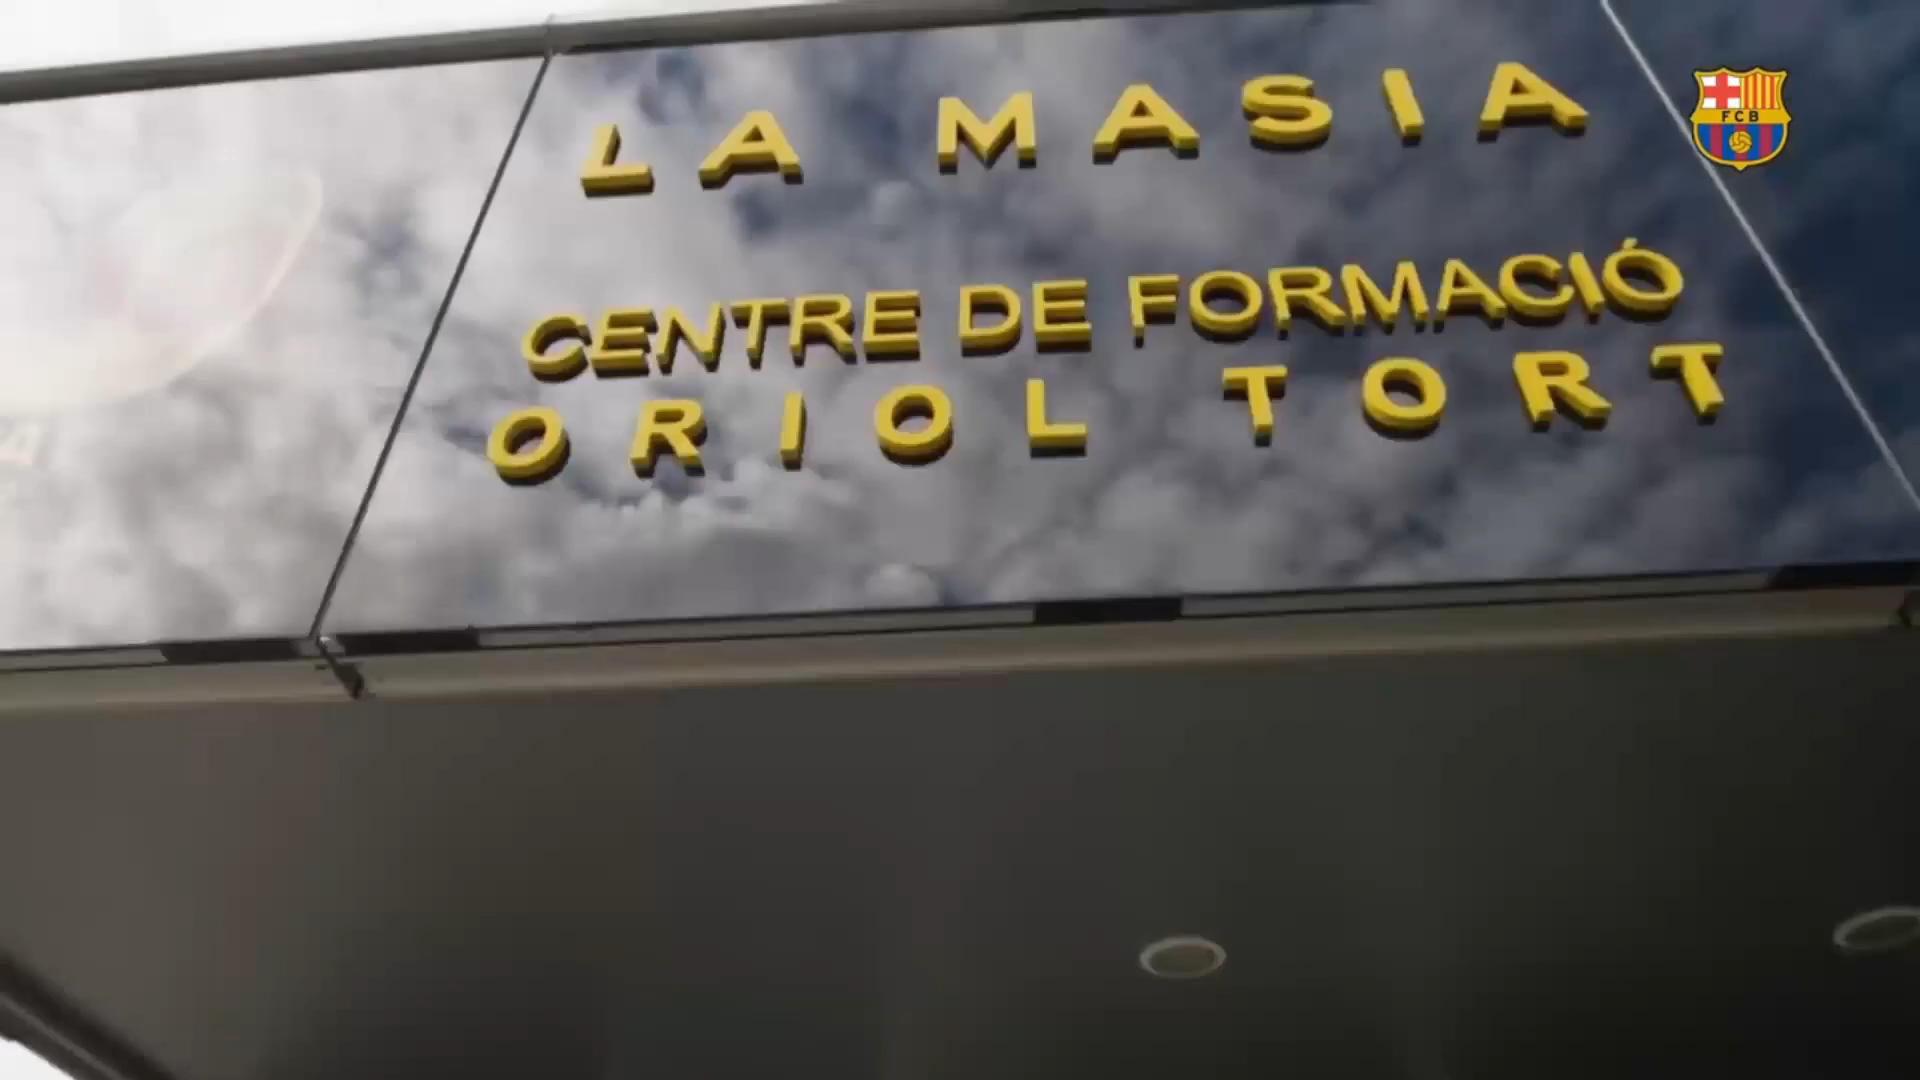 LA MASIA
FCB
CENTRE DE FORMACIÓ
ORIOL TORT